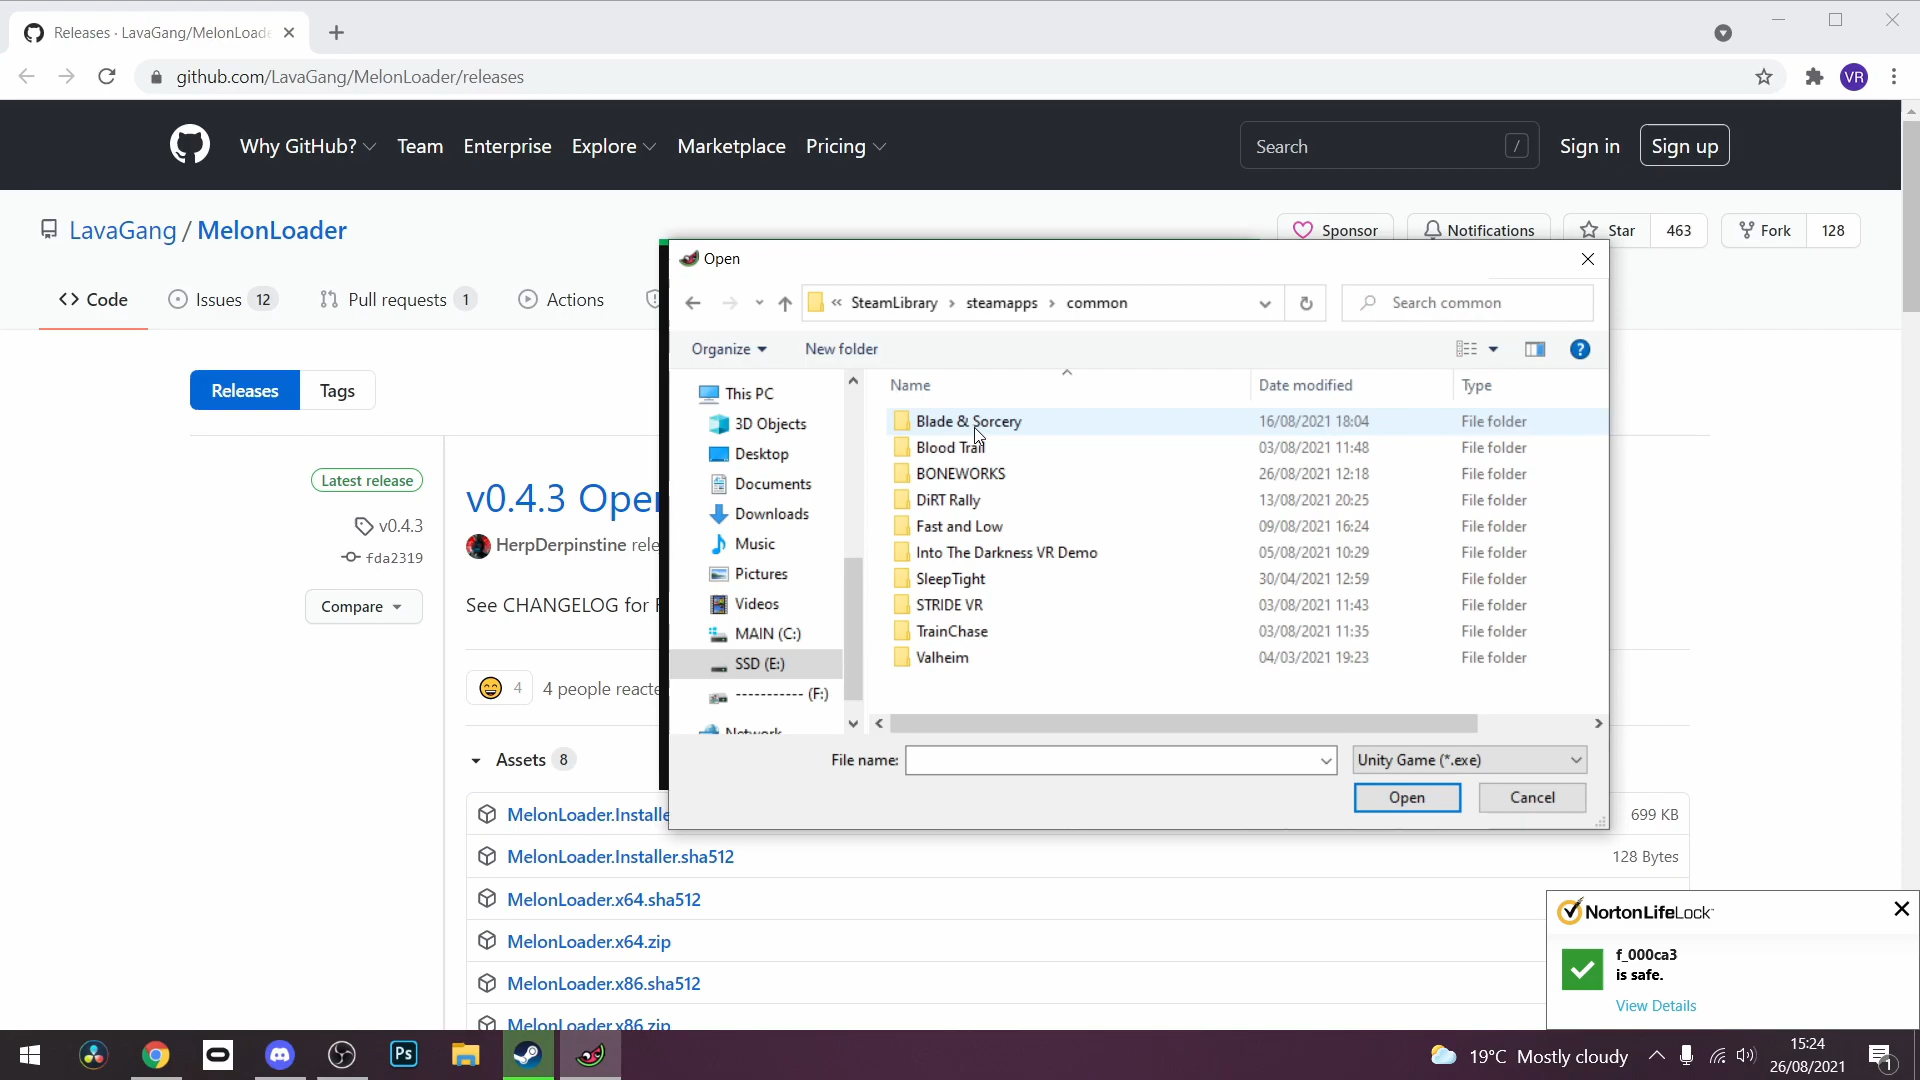 Releases · LavaGang/MelonLoade
github.com/LavaGang/MelonLoader/releases
VR
Why GitHub?
Team
Enterprise
Explore
Marketplace
Pricing
Search
/
Sign in
Sign up
LavaGang / MelonLoader
Sponsor
Notifications
Star
463
Fork
128
Code
Issues 12
Pull requests 1
Actions
Releases
Tags
Latest release
v0.4.3
fda2319
Compare
v0.4.3 Open
HerpDerpinstine rele
See CHANGELOG for
4
4 people reacte
Assets 8
MelonLoader.Installe
699 KB
MelonLoader.Installer.sha512
128 Bytes
MelonLoader.x64.sha512
MelonLoader.x64.zip
MelonLoader.x86.sha512
MelonLoader.x86.zip
Open
« SteamLibrary › steamapps › common
Search common
Organize
New folder
?
This PC
3D Objects
Desktop
Documents
Downloads
Music
Pictures
Videos
MAIN (C:)
SSD (E:)
----------- (F:)
Network
Name
Date modified
Type
Blade & Sorcery
16/08/2021 18:04
File folder
Blood Trail
03/08/2021 11:48
File folder
BONEWORKS
26/08/2021 12:18
File folder
DiRT Rally
13/08/2021 20:25
File folder
Fast and Low
09/08/2021 16:24
File folder
Into The Darkness VR Demo
05/08/2021 10:29
File folder
SleepTight
30/04/2021 12:59
File folder
STRIDE VR
03/08/2021 11:43
File folder
TrainChase
03/08/2021 11:35
File folder
Valheim
04/03/2021 19:23
File folder
File name:
Unity Game (*.exe)
Open
Cancel
NortonLifeLock
f_000ca3
is safe.
View Details
Ps
19°C Mostly cloudy
15:24
26/08/2021
1